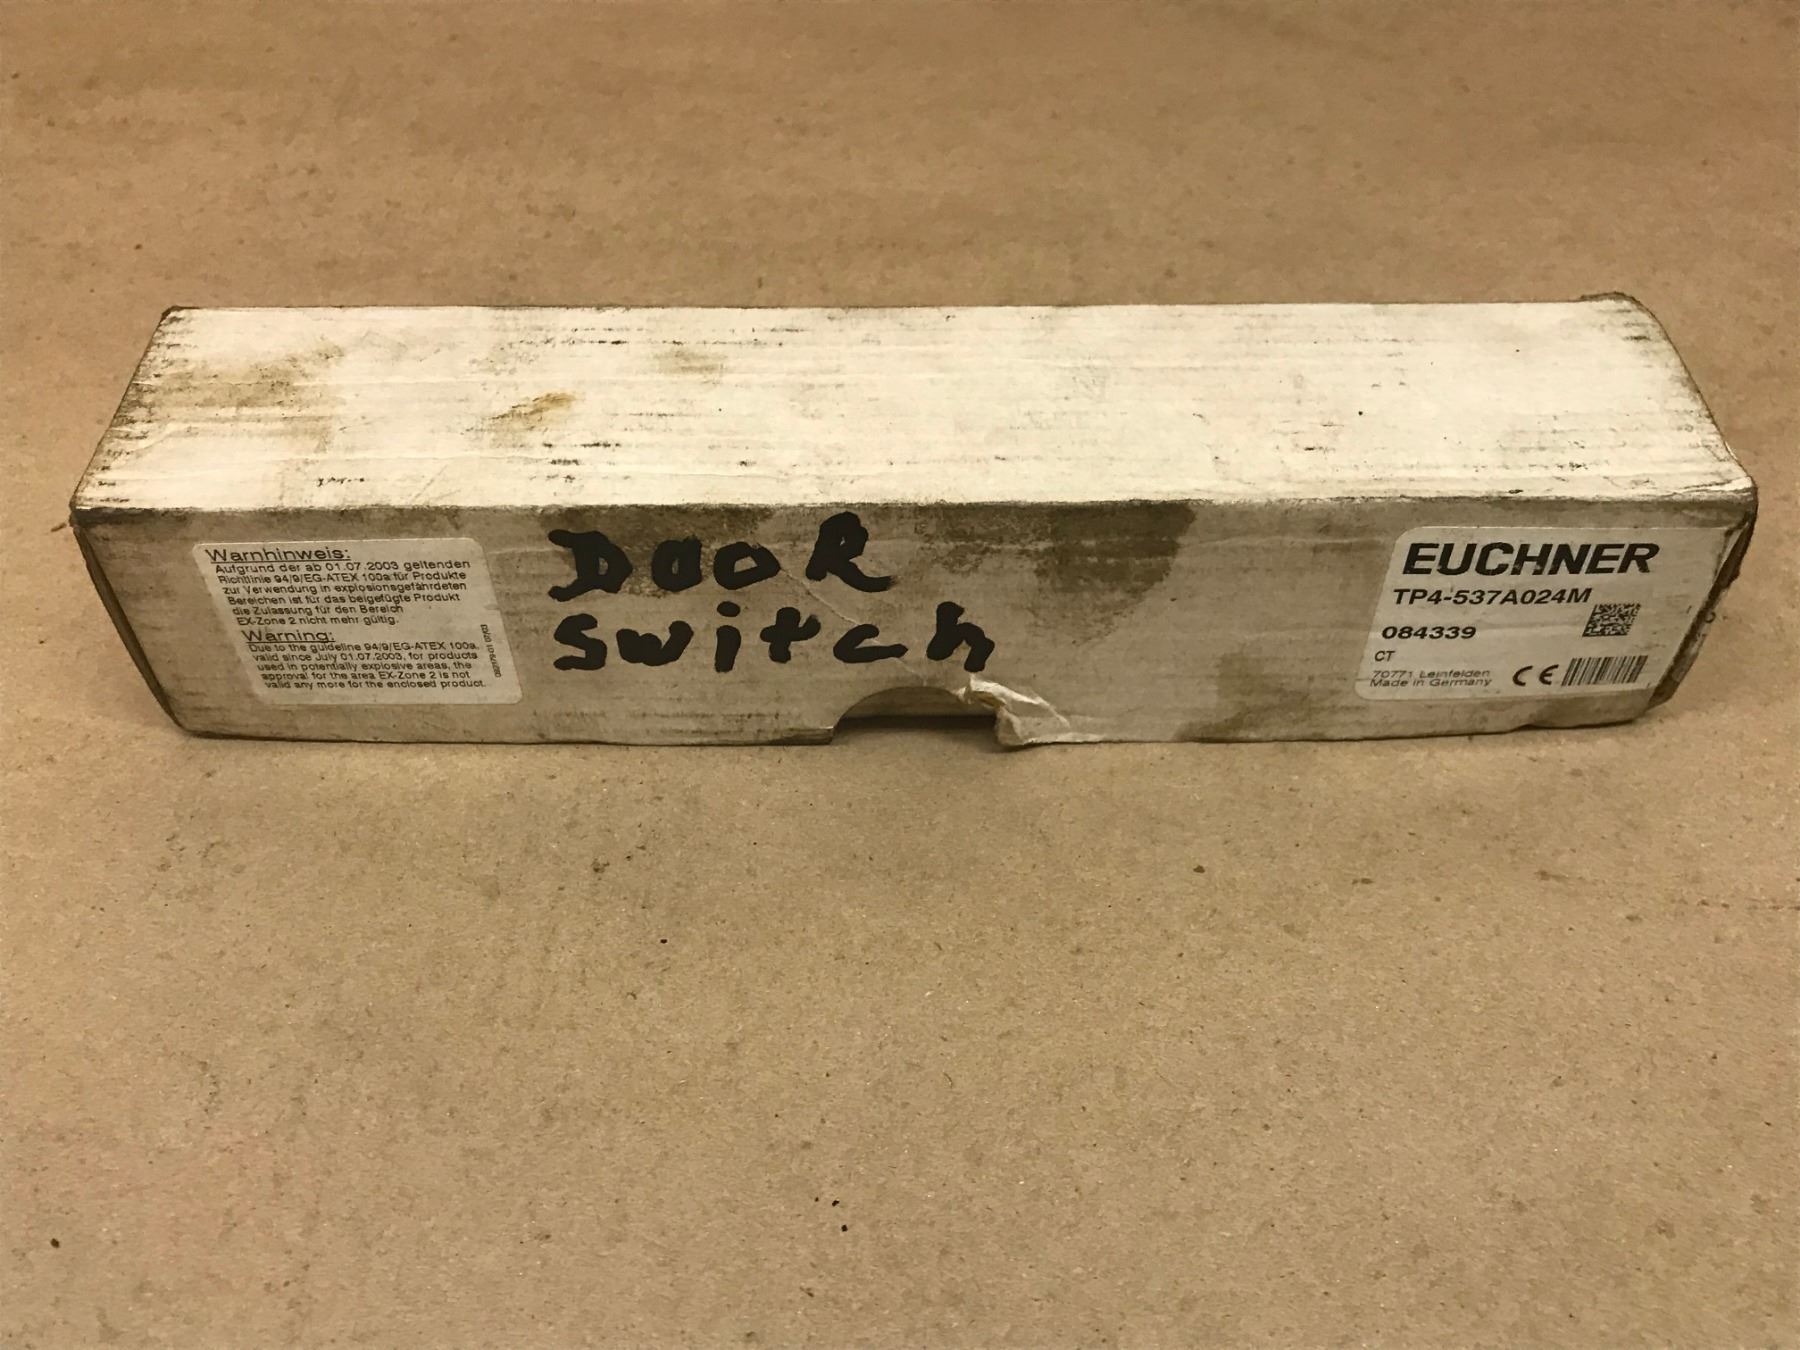 Warnhinweis:
Aufgrund der ab 01.07.2003 geltenden
Richtlinie 94/9/EG-ATEX 100a für Produkte
zur Verwendung in explosionsgefährdeten
Bereichen ist für das beigefügte Produkt
die Zulassung für den Bereich
EX-Zone 2 nicht mehr gültig.
Warning:
Due to the guideline 94/9/EG-ATEX 100a,
valid since July 01.07.2003, for products
used in potentially explosive areas, the
approval for the area EX-Zone 2 is not
valid any more for the enclosed product.
07/03
DOOR
switch
EUCHNER
TP4-537A024M
084339
CT
70771 Leinfelden
Made in Germany
CE